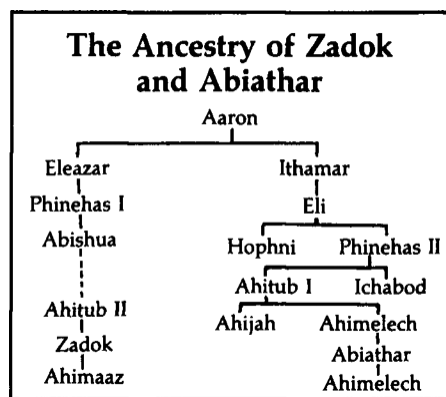 The Ancestry of Zadok
and Abiathar
Aaron
Eleazar Ithamar
Phinehas I Eli
Abishua Hophni Phinehas II
Ahitub I Ichabod
Ahitub II Ahijah Ahimelech
Zadok Abiathar
Ahimaaz Ahimelech